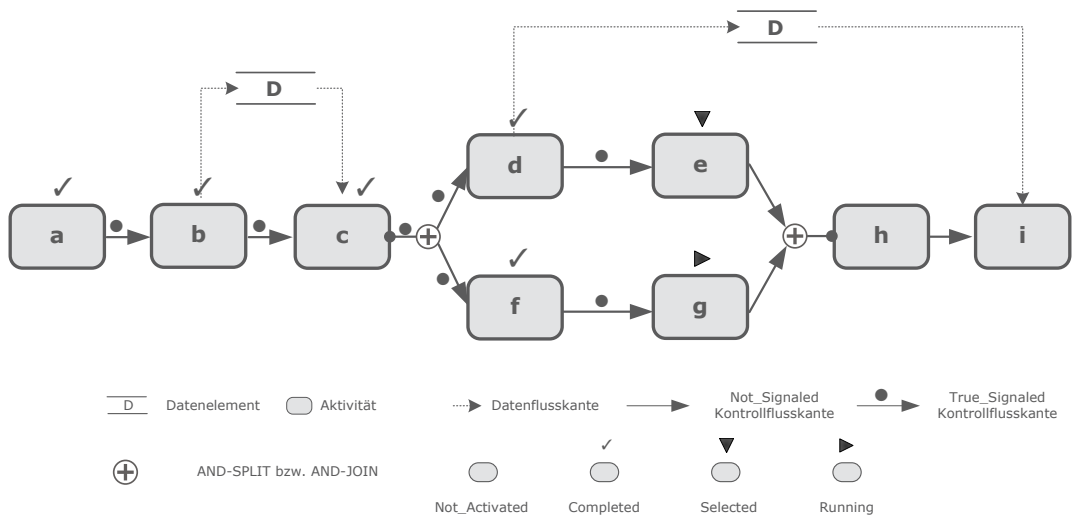 D
D
d
e
a
b
c
h
i
f
g
D
Datenelement
Aktivität
Datenflusskante
Not_Signaled
Kontrollflusskante
True_Signaled
Kontrollflusskante
AND-SPLIT bzw. AND-JOIN
Not_Activated
Completed
Selected
Running